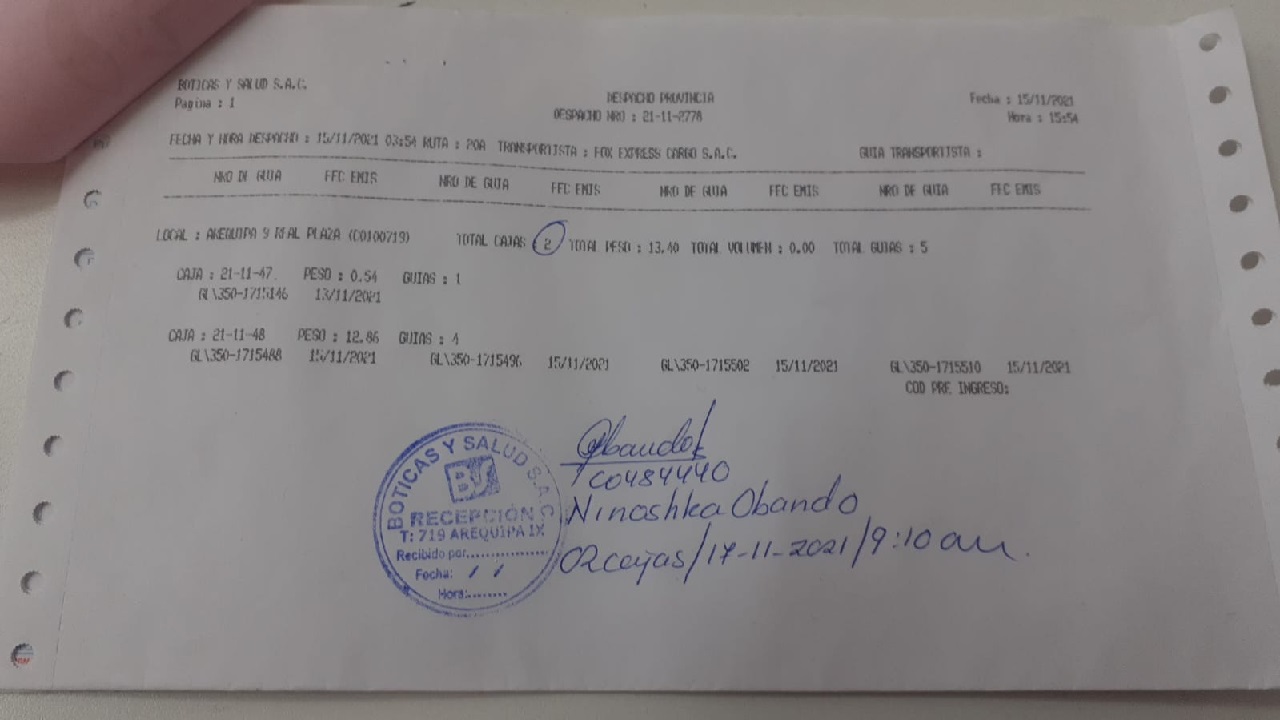 BOTICAS Y SALUD S.A.C.
Pagina : 1
DESPACHO PROVINCIA
DESPACHO NRO : 21-11-2778
Fecha : 15/11/2021
Hora : 15:54
FECHA Y HORA DESPACHO : 15/11/2021 03:54 RUTA : POA TRANSPORTISTA : FOX EXPRESS CARGO S.A.C. GUIA TRANSPORTISTA :
NRO DE GUIA FEC EMIS NRO DE GUIA FEC EMIS NRO DE GUIA FEC EMIS NRO DE GUIA FEC EMIS
LOCAL : AREQUIPA 9 REAL PLAZA (C0100719) TOTAL CAJAS 2 TOTAL PESO : 13.40 TOTAL VOLUMEN : 0.00 TOTAL GUIAS : 5
CAJA : 21-11-47 PESO : 0.54 GUIAS : 1
GL\350-1715146 13/11/2021
CAJA : 21-11-48 PESO : 12.86 GUIAS : 4
GL\350-1715488 15/11/2021 GL\350-1715496 15/11/2021 GL\350-1715502 15/11/2021 GL\350-1715510 15/11/2021
COD PRE INGRESO:
BOTICAS Y SALUD S.A.C
BS
RECEPCIÓN
T: 719 AREQUIPA IX
Recibido por................
Fecha: / /
Hora:........
Obando
C0484440
Ninoshka Obando
02 cajas/17-11-2021/9:10 am.